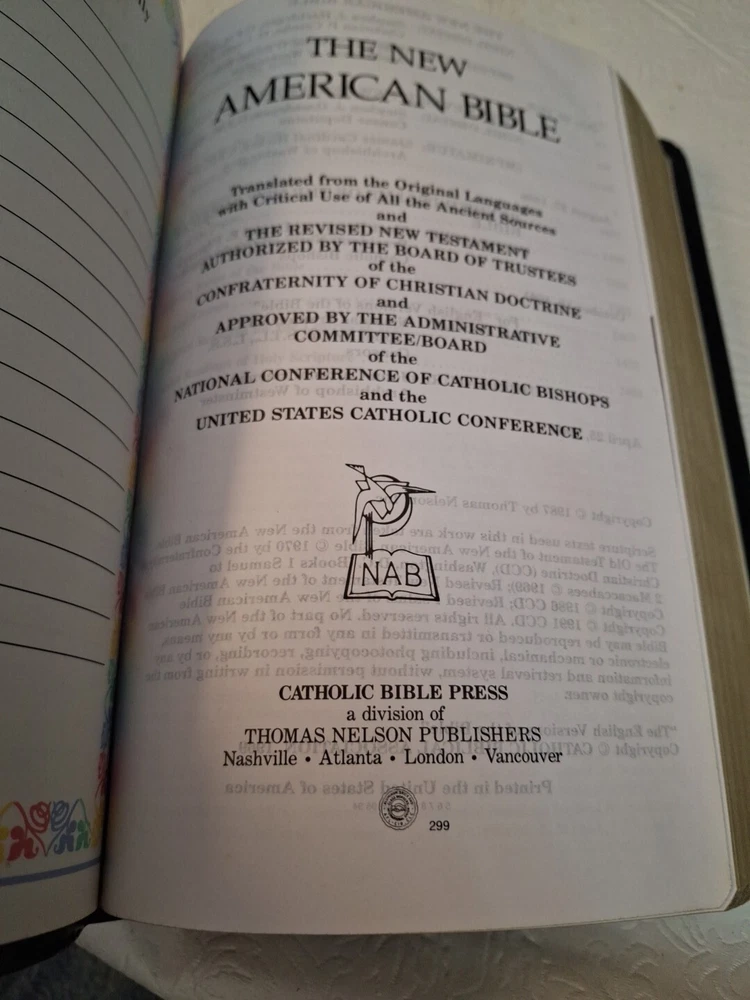 THE NEW
AMERICAN BIBLE
Translated from the Original Languages
with Critical Use of All the Ancient Sources
and
THE REVISED NEW TESTAMENT
AUTHORIZED BY THE BOARD OF TRUSTEES
of the
CONFRATERNITY OF CHRISTIAN DOCTRINE
and
APPROVED BY THE ADMINISTRATIVE
COMMITTEE/BOARD
of the
NATIONAL CONFERENCE OF CATHOLIC BISHOPS
and the
UNITED STATES CATHOLIC CONFERENCE
NAB
CATHOLIC BIBLE PRESS
a division of
THOMAS NELSON PUBLISHERS
Nashville • Atlanta • London • Vancouver
299